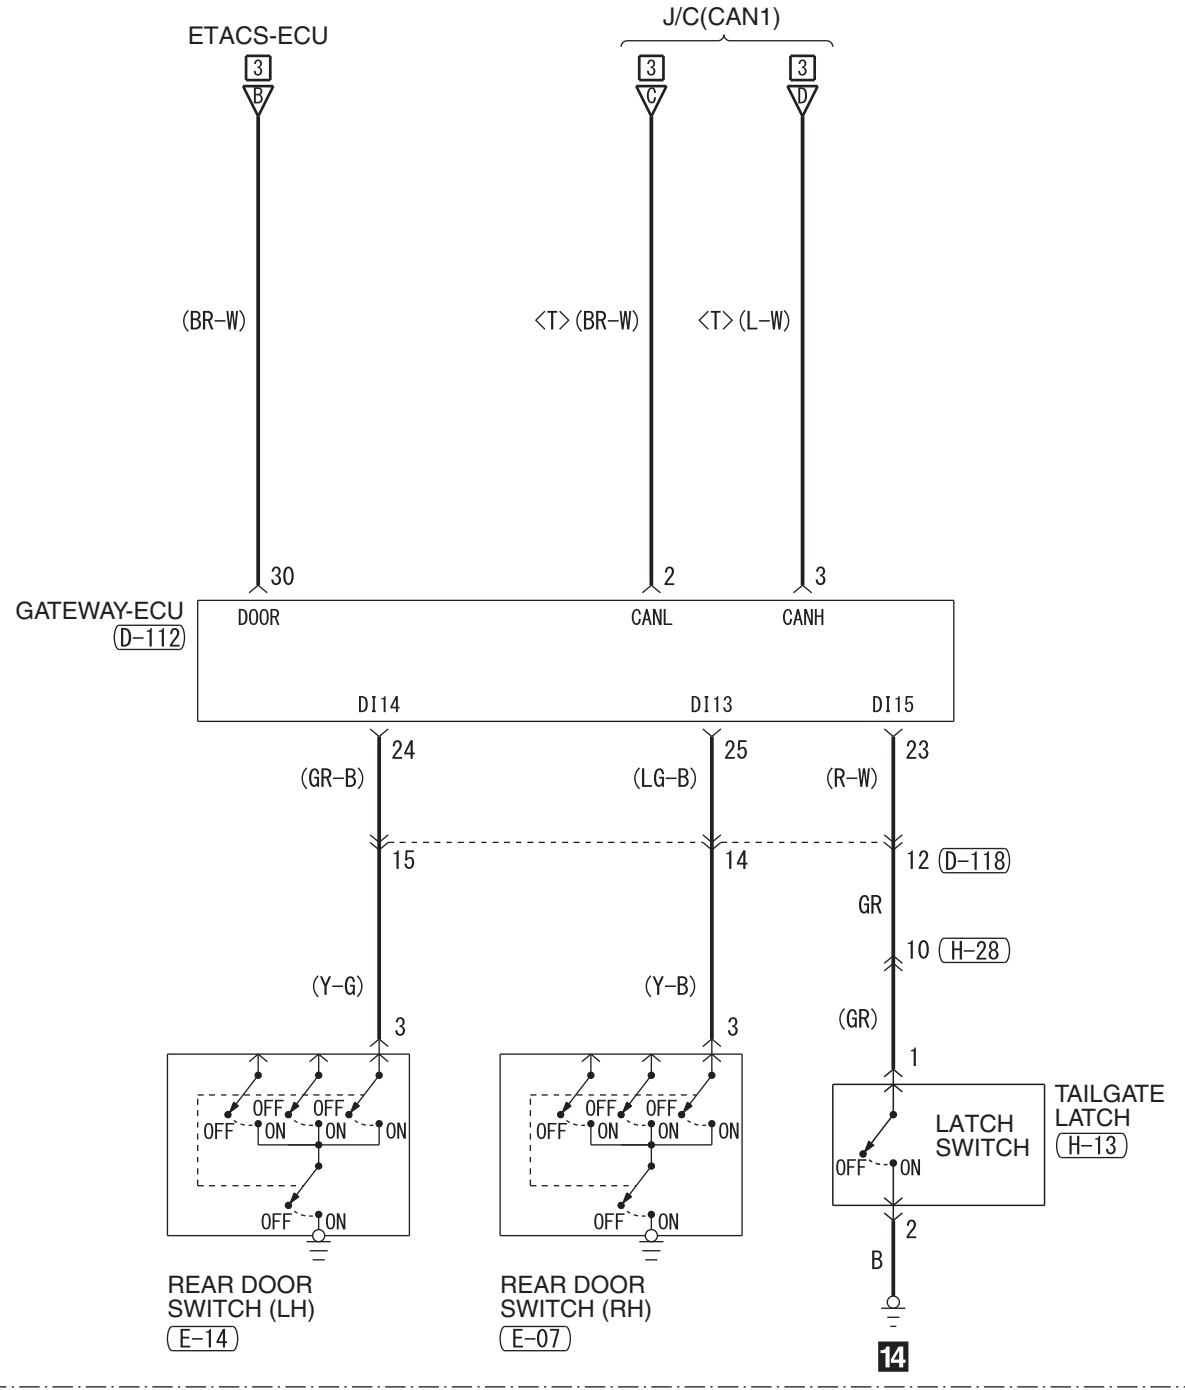 J/C(CAN1)
ETACS-ECU
3 3 3
B C D
(BR-W) <T>(BR-W) <T>(L-W)
30 2 3
GATEWAY-ECU
DOOR CANL CANH
D-112
DI14 DI13 DI15
24 25 23
(GR-B) (LG-B) (R-W)
15 14 12 D-118
GR
10 H-28
(Y-G) (Y-B)
(GR)
3 3
1
TAILGATE
LATCH
H-13
LATCH
SWITCH
OFF OFF OFF OFF
OFF ON ON ON OFF ON ON ON
OFF ON
OFF ON OFF ON
2
B
REAR DOOR
SWITCH (LH)
E-14
REAR DOOR
SWITCH (RH)
E-07
14